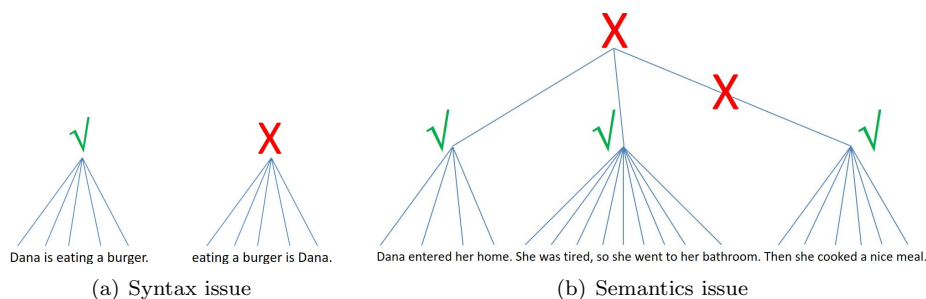 √
X
X
√
√
X
√
Dana is eating a burger.
eating a burger is Dana.
Dana entered her home. She was tired, so she went to her bathroom. Then she cooked a nice meal.
(a) Syntax issue
(b) Semantics issue